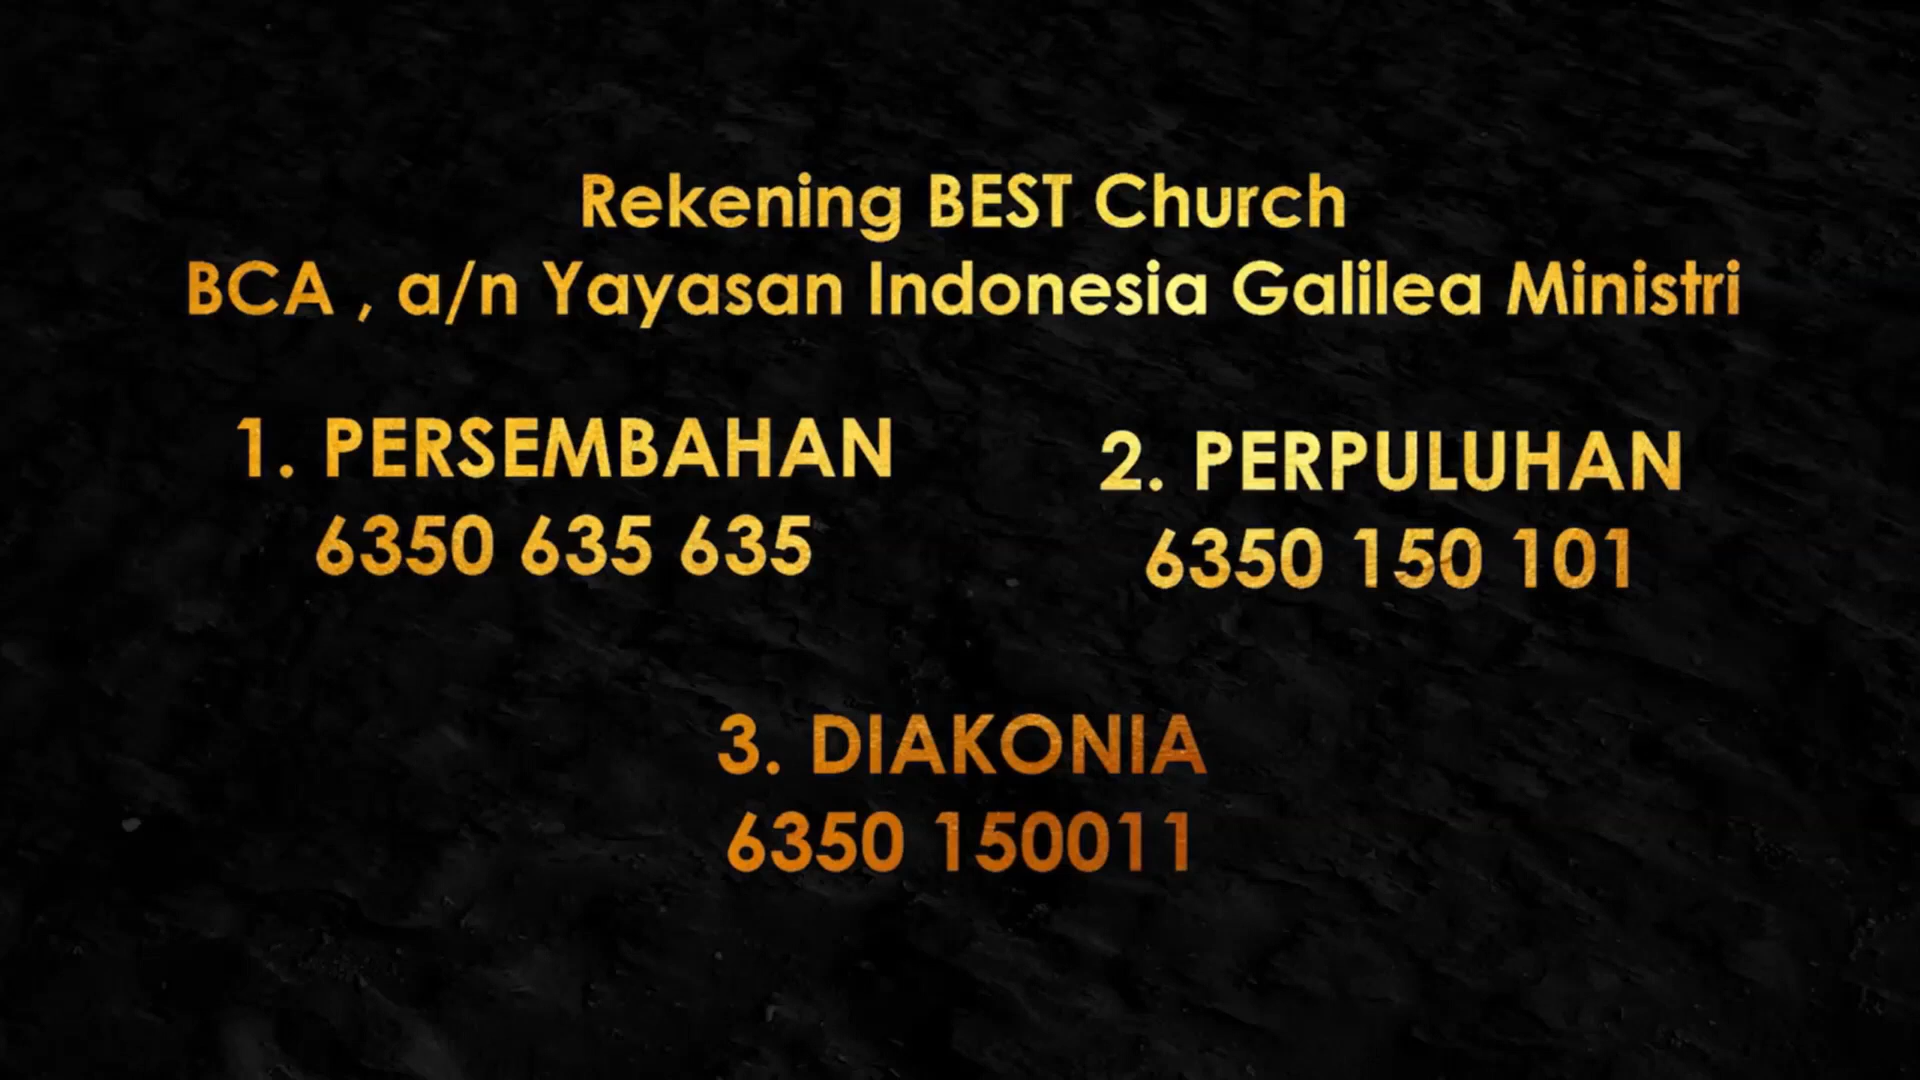 Rekening BEST Church
BCA , a/n Yayasan Indonesia Galilea Ministri
1. PERSEMBAHAN
6350 635 635
2. PERPULUHAN
6350 150 101
3. DIAKONIA
6350 150011